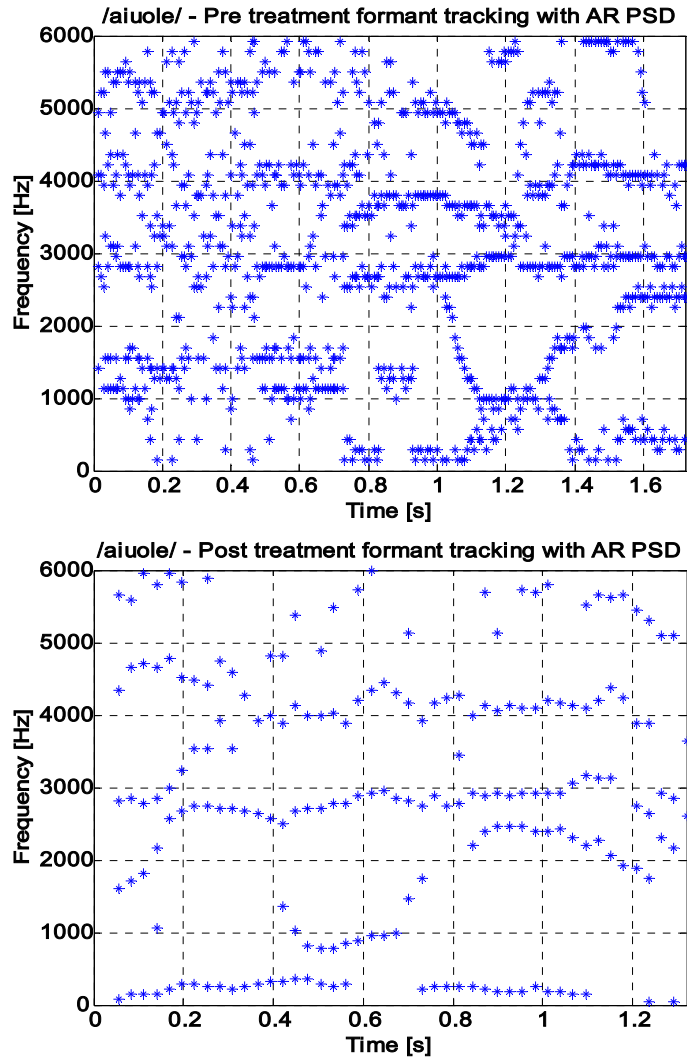 /aiuole/ - Pre treatment formant tracking with AR PSD
6000
5000
4000
3000
2000
1000
0
Frequency [Hz]
0 0.2 0.4 0.6 0.8 1 1.2 1.4 1.6
Time [s]
/aiuole/ - Post treatment formant tracking with AR PSD
6000
5000
4000
3000
2000
1000
0
Frequency [Hz]
0 0.2 0.4 0.6 0.8 1 1.2
Time [s]